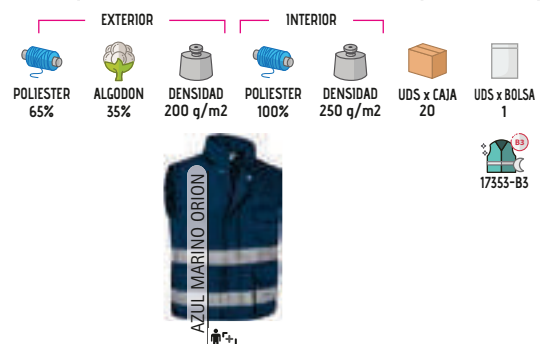 EXTERIOR INTERIOR
POLIESTER ALGODON DENSIDAD POLIESTER DENSIDAD UDS x CAJA UDS x BOLSA
65% 35% 200 g/m2 100% 250 g/m2 20 1
B3
17353-B3
AZUL MARINO ORION